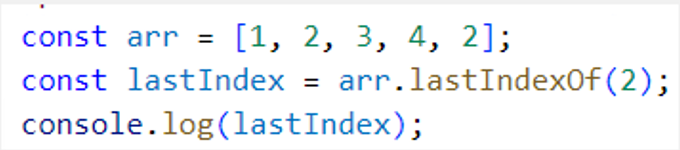 const arr = [1, 2, 3, 4, 2];
const lastIndex = arr.lastIndexOf(2);
console.log(lastIndex);